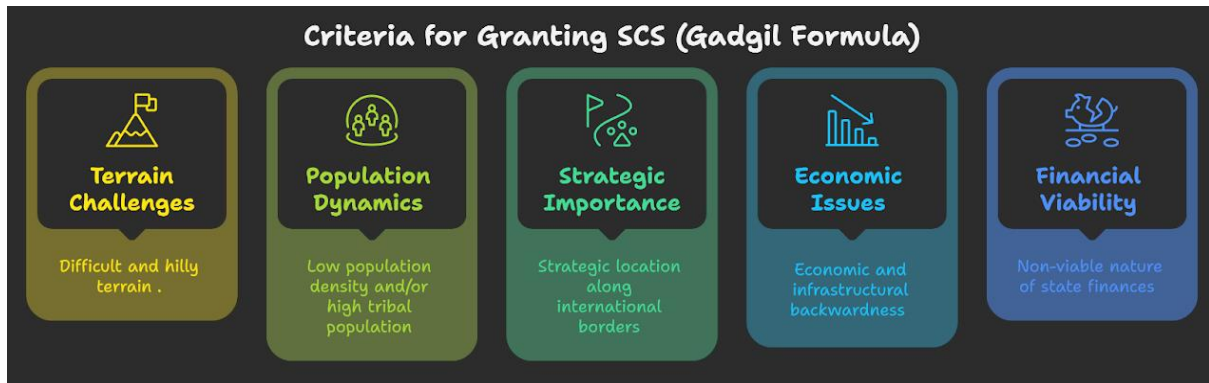 Criteria for Granting SCS (Gadgil Formula)
Terrain
Challenges
Difficult and hilly
terrain .
Population
Dynamics
Low population
density and/or
high tribal
population
Strategic
Importance
Strategic location
along
international
borders
Economic
Issues
Economic and
infrastructural
backwardness
Financial
Viability
Non-viable nature
of state finances